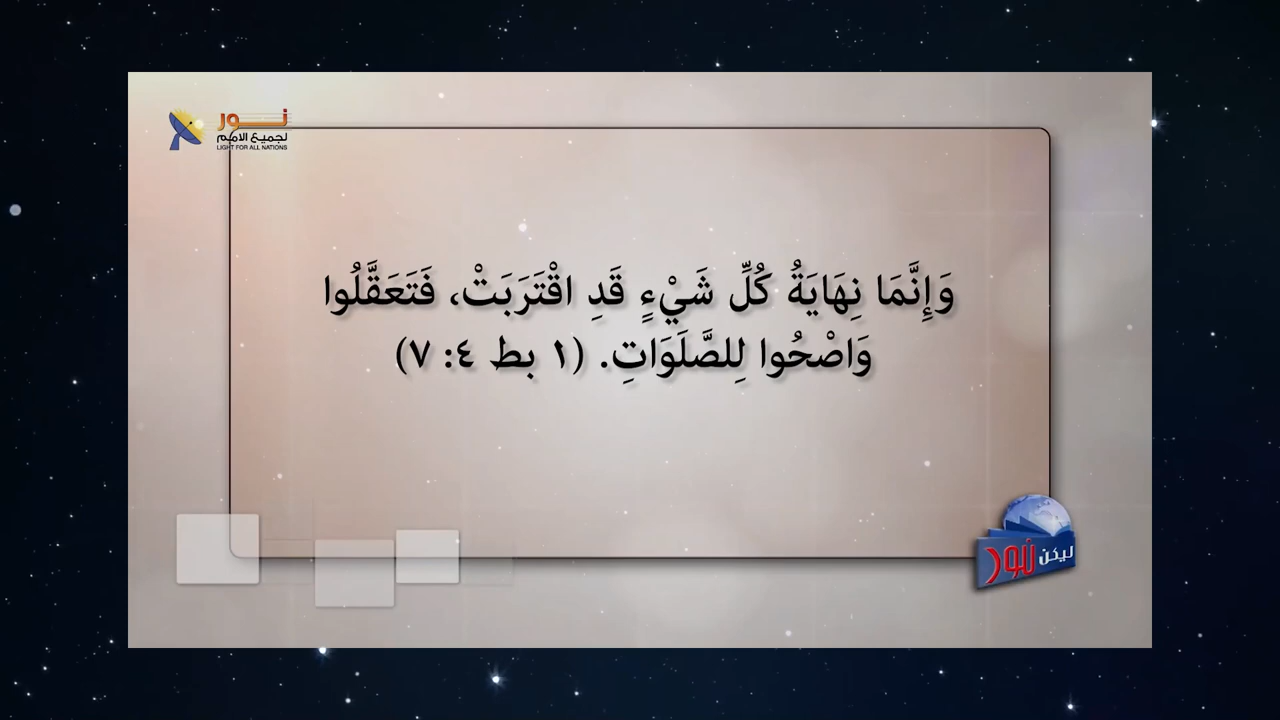 نور
لجميع الامم
LIGHT FOR ALL NATIONS
وَإِنَّمَا نِهَايَةُ كُلِّ شَيْءٍ قَدِ اقْتَرَبَتْ، فَتَعَقَّلُوا
وَاصْحُوا لِلصَّلَوَاتِ. (١ بط ٤: ٧)
ليكن نور